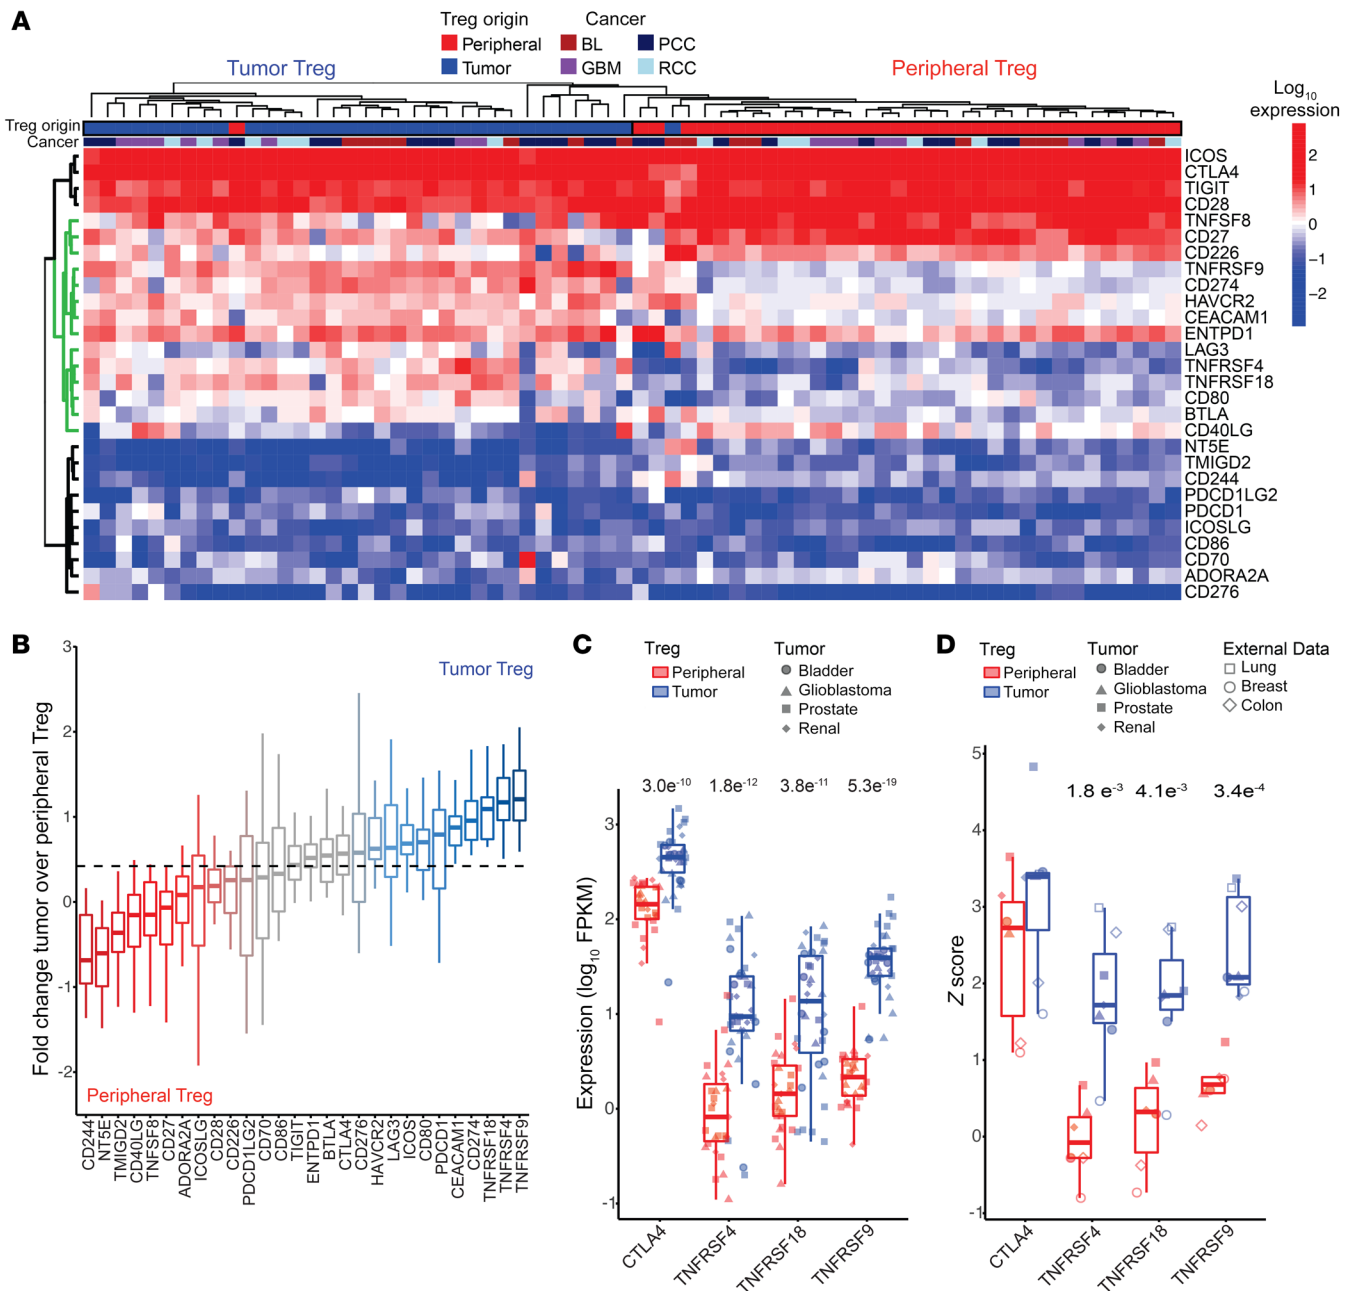 A
Treg origin
Peripheral
Tumor
Cancer
BL
PCC
GBM
RCC
Tumor Treg
Peripheral Treg
Log10
expression
2
1
0
−1
−2
Treg origin
Cancer
ICOS
CTLA4
TIGIT
CD28
TNFSF8
CD27
CD226
TNFRSF9
CD274
HAVCR2
CEACAM1
ENTPD1
LAG3
TNFRSF4
TNFRSF18
CD80
BTLA
CD40LG
NT5E
TMIGD2
CD244
PDCD1LG2
PDCD1
ICOSLG
CD86
CD70
ADORA2A
CD276
B
Fold change tumor over peripheral Treg
3
2
1
0
-1
-2
Tumor Treg
Peripheral Treg
CD244
NT5E
TMIGD2
CD40LG
TNFSF8
CD27
ADORA2A
ICOSLG
CD28
CD226
PDCD1LG2
CD70
CD86
TIGIT
ENTPD1
BTLA
CTLA4
CD276
HAVCR2
LAG3
ICOS
CD80
PDCD1
CEACAM1
CD274
TNFRSF18
TNFRSF4
TNFRSF9
C
Treg
Peripheral
Tumor
Tumor
Bladder
Glioblastoma
Prostate
Renal
3.0e-10
1.8e-12
3.8e-11
5.3e-19
Expression (log10 FPKM)
3
2
1
0
-1
CTLA4
TNFRSF4
TNFRSF18
TNFRSF9
D
Treg
Peripheral
Tumor
Tumor
Bladder
Glioblastoma
Prostate
Renal
External Data
Lung
Breast
Colon
1.8 e-3
4.1e-3
3.4e-4
Z score
5
4
3
2
1
0
-1
CTLA4
TNFRSF4
TNFRSF18
TNFRSF9